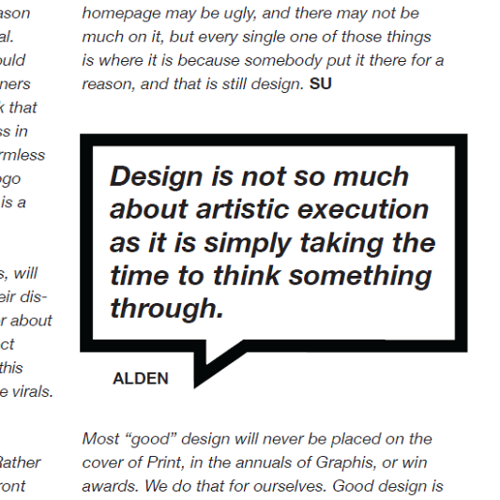 ason
al.
ould
ners
k that
ss in
rmless
ogo
is a
s, will
eir dis-
r about
ct
this
e virals.
Rather
ront
homepage may be ugly, and there may not be
much on it, but every single one of those things
is where it is because somebody put it there for a
reason, and that is still design. SU
Design is not so much
about artistic execution
as it is simply taking the
time to think something
through.
ALDEN
Most “good” design will never be placed on the
cover of Print, in the annuals of Graphis, or win
awards. We do that for ourselves. Good design is